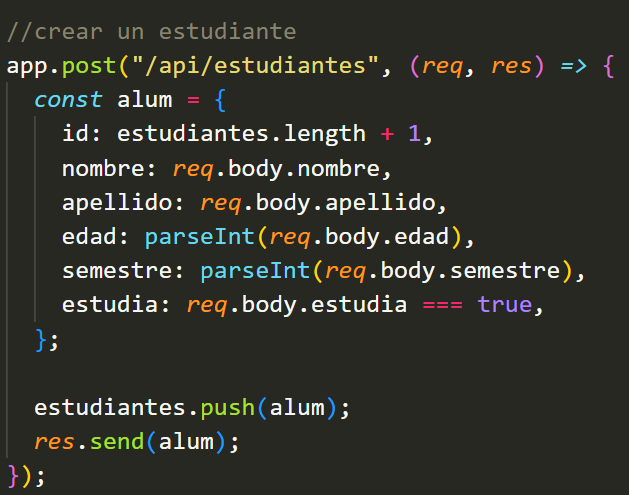 //crear un estudiante
app.post("/api/estudiantes", (req, res) => {
  const alum = {
    id: estudiantes.length + 1,
    nombre: req.body.nombre,
    apellido: req.body.apellido,
    edad: parseInt(req.body.edad),
    semestre: parseInt(req.body.semestre),
    estudia: req.body.estudia === true,
  };

  estudiantes.push(alum);
  res.send(alum);
});